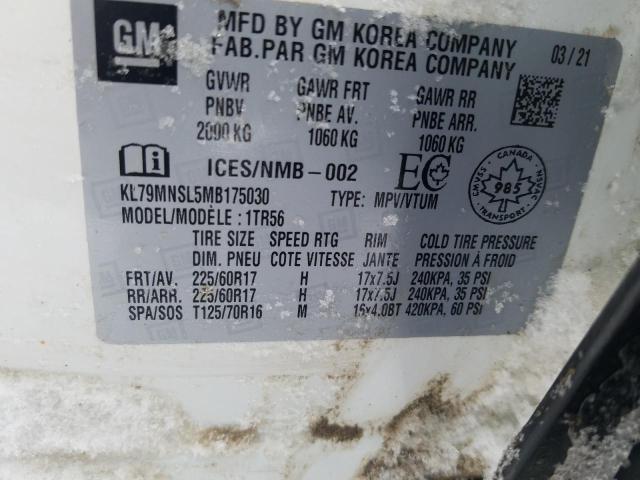 GM
MFD BY GM KOREA COMPANY
FAB.PAR GM KOREA COMPANY
03/21
GVWR GAWR FRT GAWR RR
PNBV PNBE AV. PNBE ARR.
2000 KG 1060 KG 1060 KG
ICES/NMB-002
EC
CANADA
CMVSS NSVAC
985
TRANSPORT
KL79MNSL5MB175030 TYPE: MPV/VTUM
MODEL/MODÈLE : 1TR56
TIRE SIZE SPEED RTG RIM COLD TIRE PRESSURE
DIM. PNEU COTE VITESSE JANTE PRESSION À FROID
FRT/AV. 225/60R17 H 17x7.5J 240KPA, 35 PSI
RR/ARR. 225/60R17 H 17x7.5J 240KPA, 35 PSI
SPA/SOS T125/70R16 M 16x4.0BT 420KPA, 60 PSI